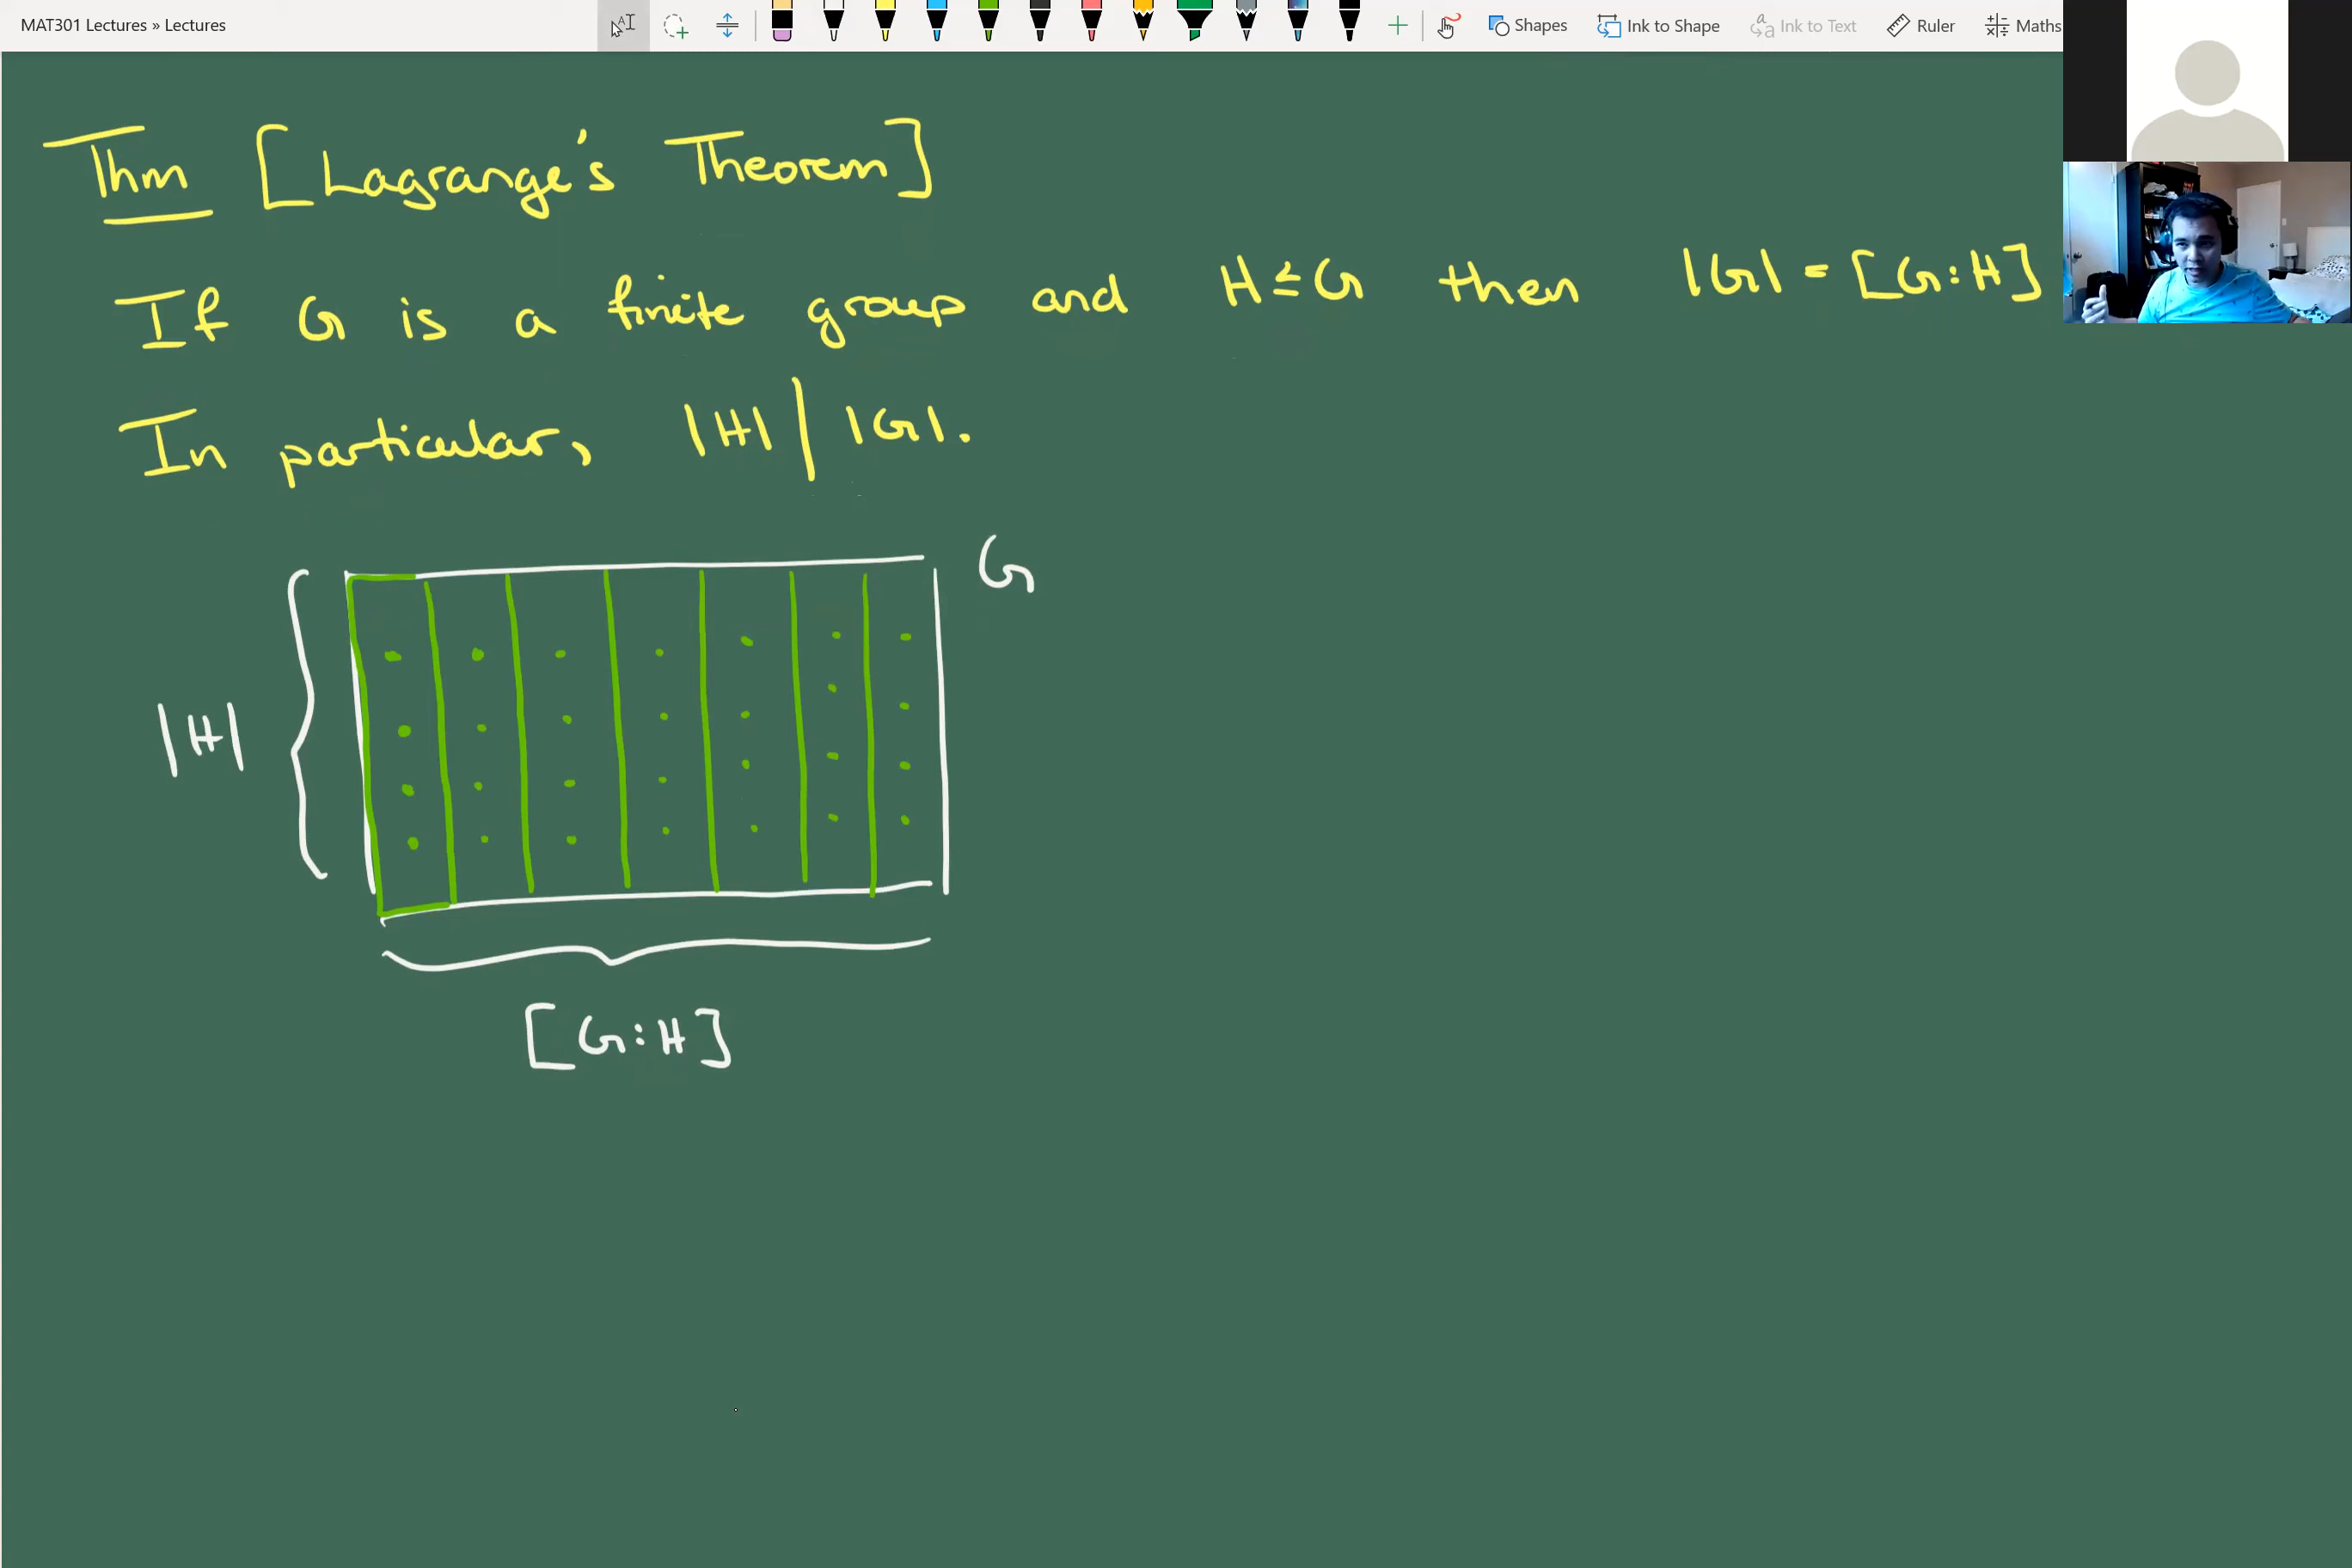 MAT301 Lectures » Lectures
Shapes Ink to Shape Ink to Text Ruler Maths
Thm [Lagrange's Theorem]
If G is a finite group and H ≤ G then |G| = [G:H]
In particular, |H| | |G|.
G
|H|
[G:H]